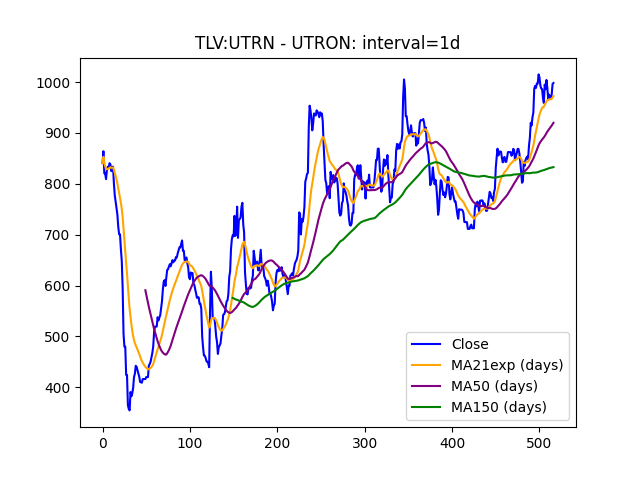 TLV:UTRN - UTRON: interval=1d
1000
900
800
700
600
500
400
0 100 200 300 400 500
Close
MA21exp (days)
MA50 (days)
MA150 (days)